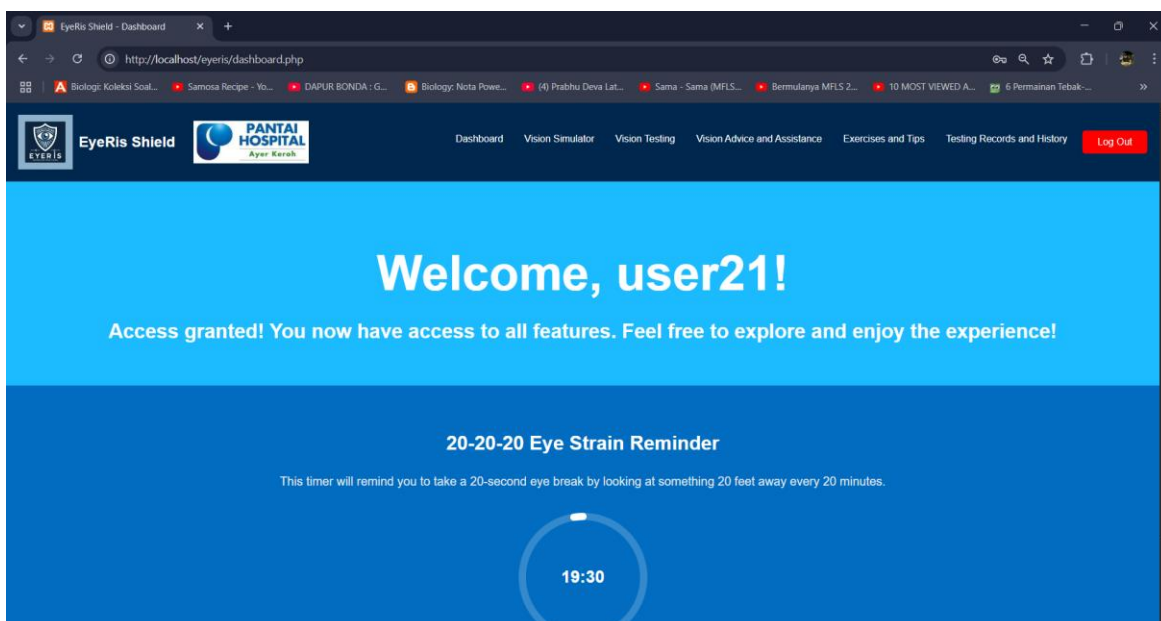 EyeRis Shield - Dashboard
http://localhost/eyeris/dashboard.php
Biologi: Koleksi Soal... Samosa Recipe - Yo... DAPUR BONDA : G... Biology: Nota Powe... (4) Prabhu Deva Lat... Sama - Sama (MFLS... Bermulanya MFLS 2... 10 MOST VIEWED A... 6 Permainan Tebak-...
EYERIS
EyeRis Shield
PANTAI
HOSPITAL
Ayer Keroh
Dashboard Vision Simulator Vision Testing Vision Advice and Assistance Exercises and Tips Testing Records and History Log Out
Welcome, user21!
Access granted! You now have access to all features. Feel free to explore and enjoy the experience!
20-20-20 Eye Strain Reminder
This timer will remind you to take a 20-second eye break by looking at something 20 feet away every 20 minutes.
19:30